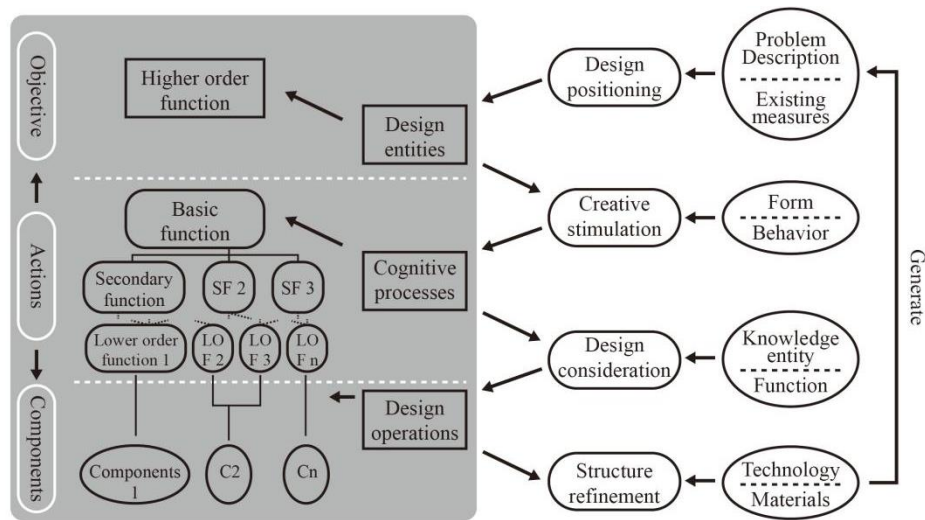 Objective
Actions
Components
Higher order
function
Design
entities
Basic
function
Secondary
function
SF 2
SF 3
Cognitive
processes
Lower order
function 1
LO
F 2
LO
F 3
LO
F n
Design
operations
Components
1
C2
Cn
Design
positioning
Creative
stimulation
Design
consideration
Structure
refinement
Problem
Description
Existing
measures
Form
Behavior
Knowledge
entity
Function
Technology
Materials
Generate